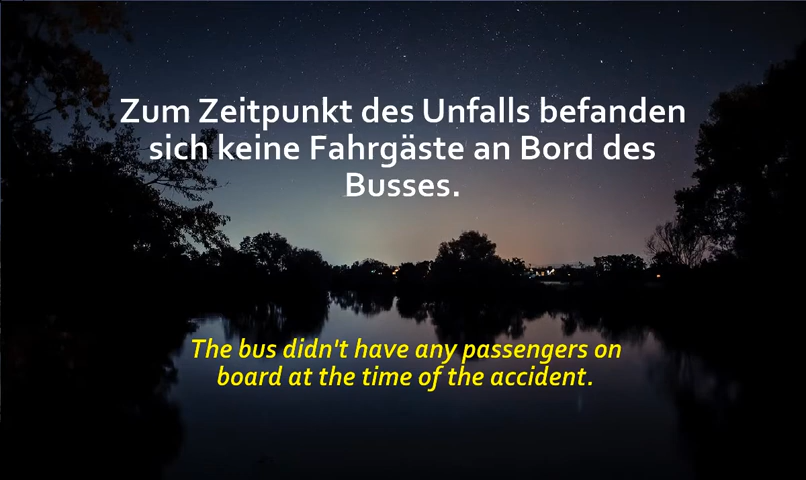 Zum Zeitpunkt des Unfalls befanden
sich keine Fahrgäste an Bord des
Busses.
The bus didn't have any passengers on
board at the time of the accident.